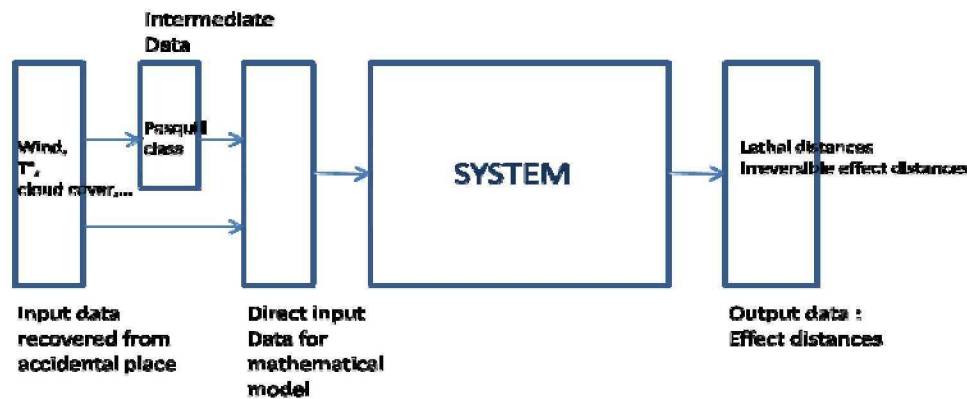 Intermediate
Data
Wind,
T°,
cloud cover,...
Pasquill
class
SYSTEM
Lethal distances
Irreversible effect distances
Input data
recovered from
accidental place
Direct input
Data for
mathematical
model
Output data :
Effect distances